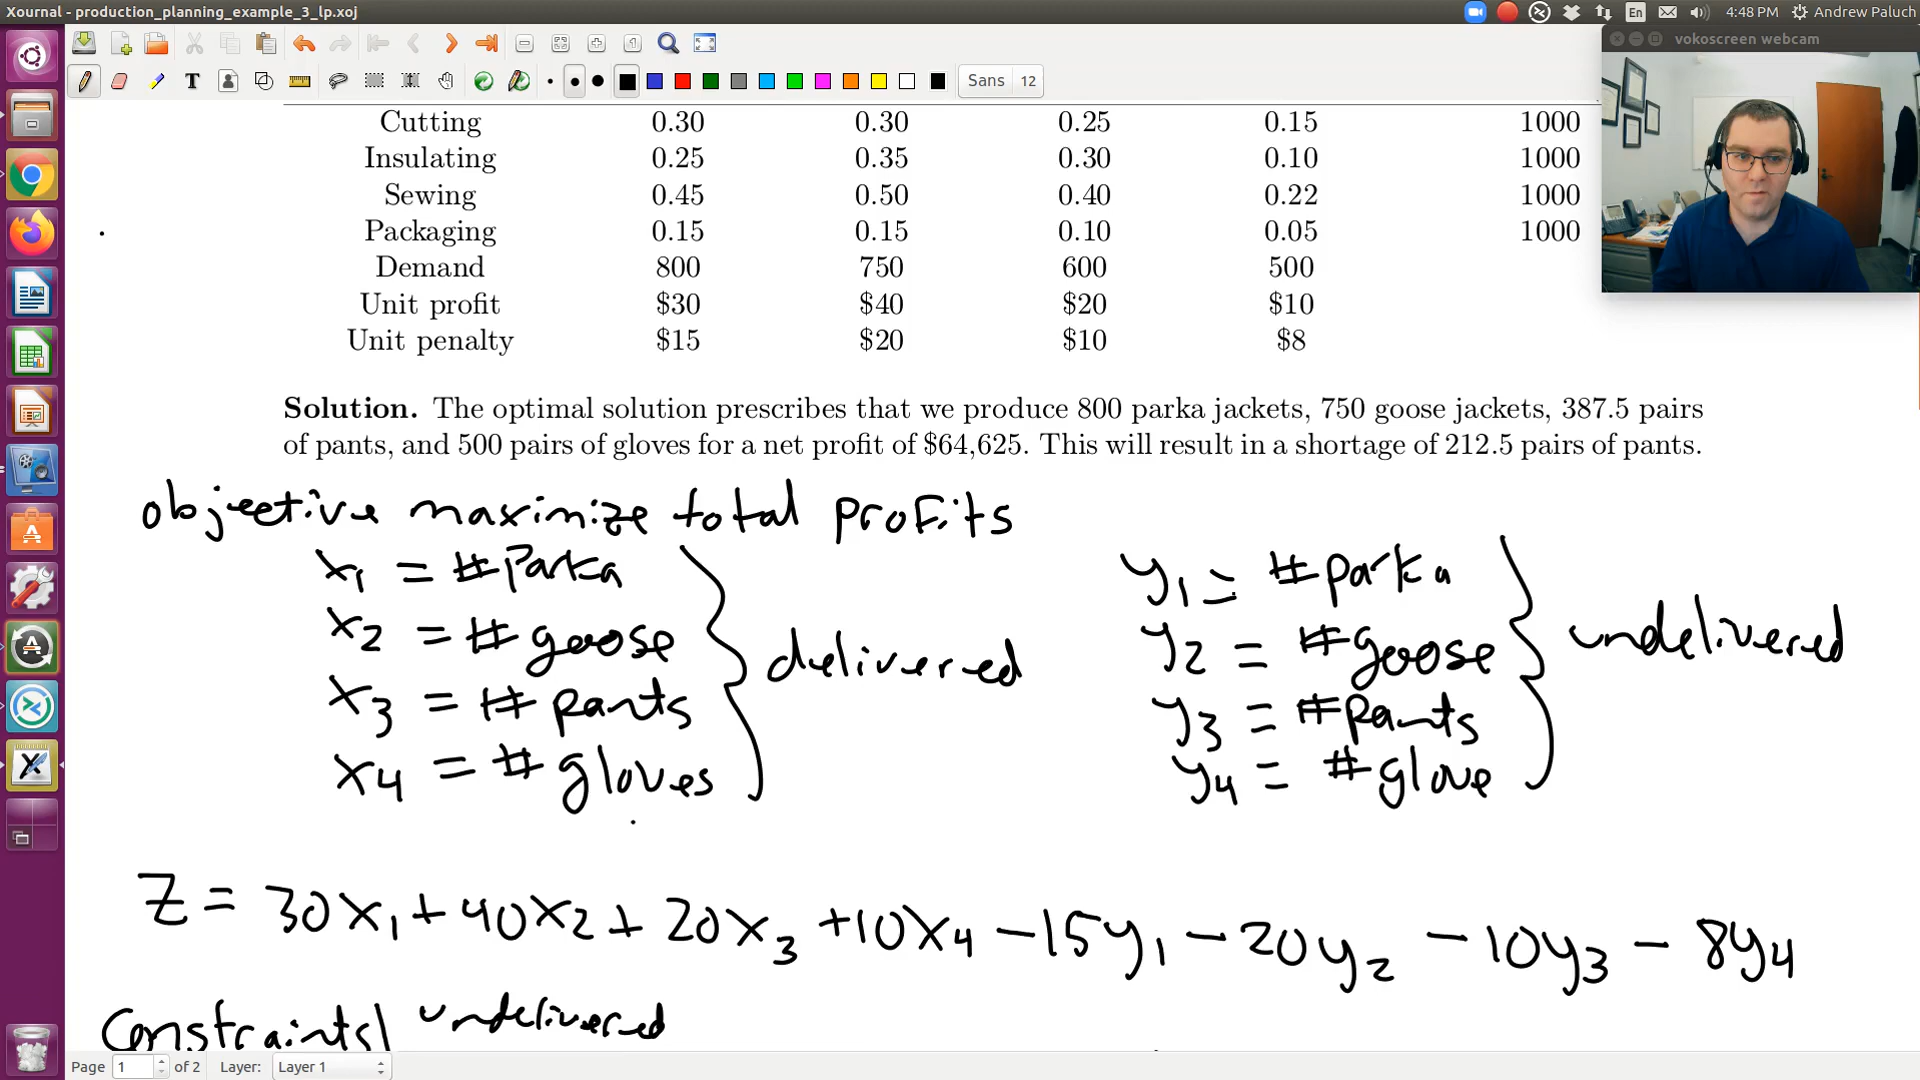 Xournal - production_planning_example_3_lp.xoj
En
4:48 PM
Andrew Paluch
vokoscreen webcam
Sans 12
Cutting 0.30 0.30 0.25 0.15 1000
Insulating 0.25 0.35 0.30 0.10 1000
Sewing 0.45 0.50 0.40 0.22 1000
Packaging 0.15 0.15 0.10 0.05 1000
Demand 800 750 600 500
Unit profit $30 $40 $20 $10
Unit penalty $15 $20 $10 $8
Solution. The optimal solution prescribes that we produce 800 parka jackets, 750 goose jackets, 387.5 pairs
of pants, and 500 pairs of gloves for a net profit of $64,625. This will result in a shortage of 212.5 pairs of pants.
objective maximize total profits
x1 = #Parka
x2 = #goose
x3 = # pants
x4 = # gloves
delivered
y1 = #parka
y2 = #goose
y3 = #pants
y4 = #glove
undelivered
Z = 30x1 + 40x2 + 20x3 + 10x4 - 15y1 - 20y2 - 10y3 - 8y4
Constraints/ undelivered
Page 1 of 2 Layer: Layer 1